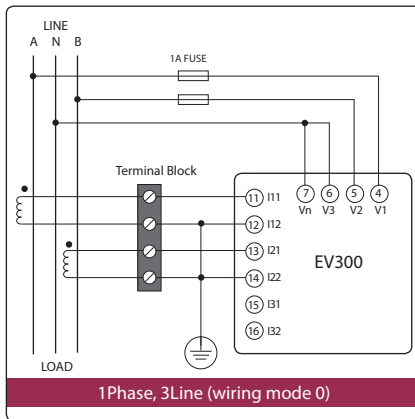 LINE
A N B
1A FUSE
Terminal Block
7 6 5 4
Vn V3 V2 V1
11 I11
12 I12
13 I21
14 I22
15 I31
16 I32
EV300
LOAD
1Phase, 3Line (wiring mode 0)